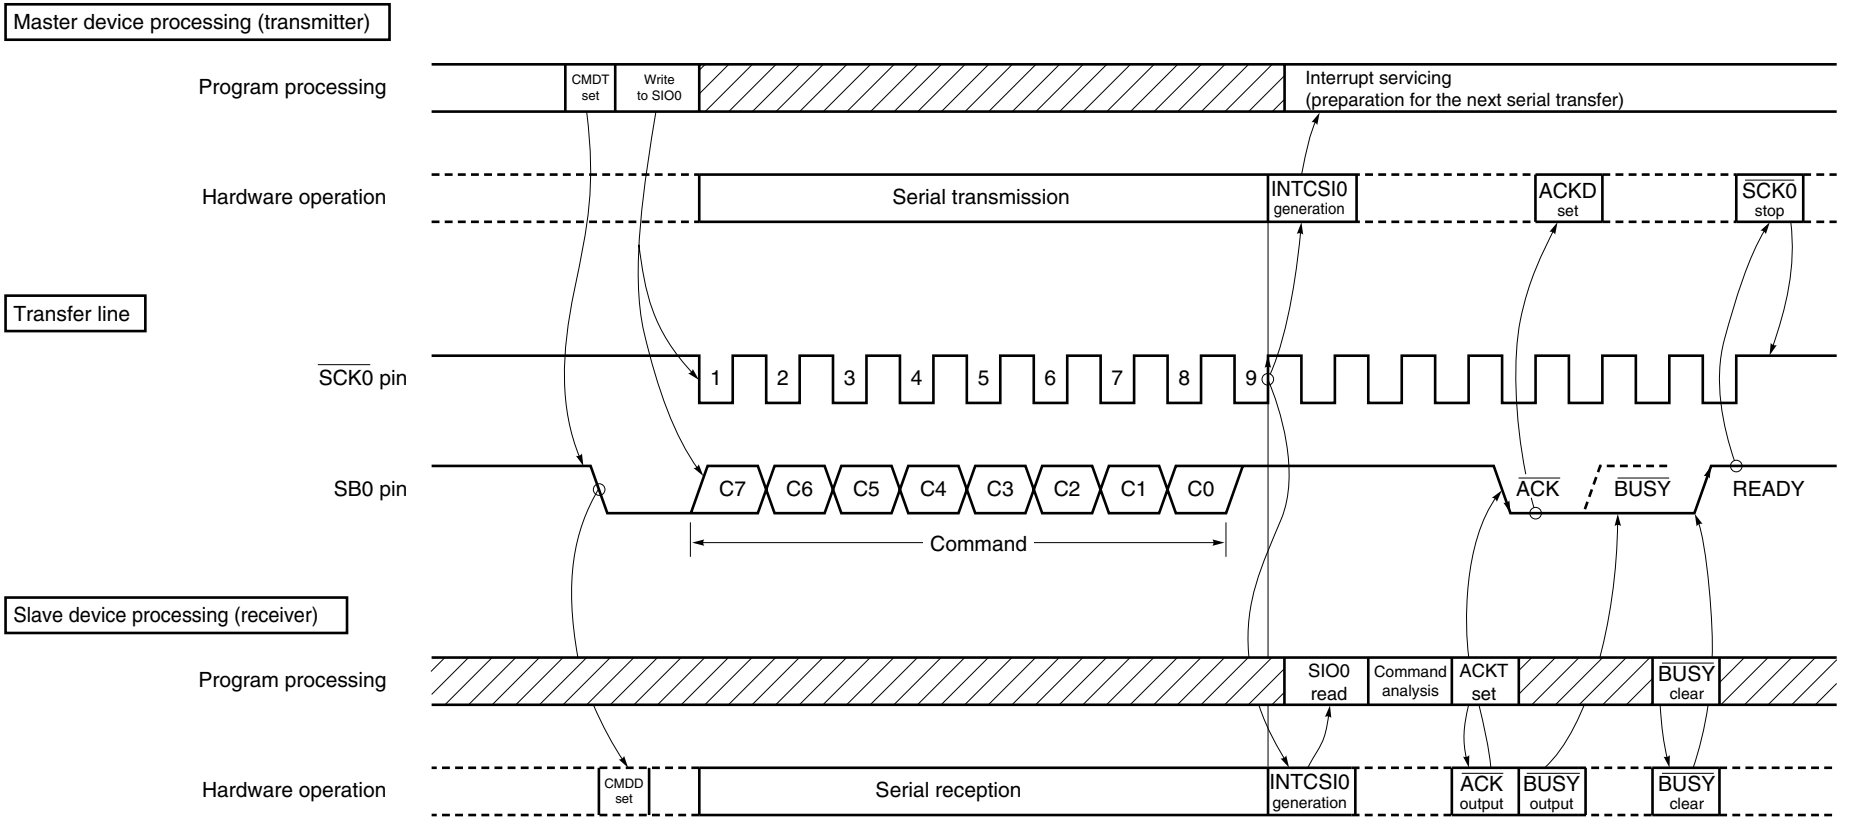 Master device processing (transmitter)
Program processing
CMDT
set
Write
to SIO0
Interrupt servicing
(preparation for the next serial transfer)
Hardware operation
Serial transmission
INTCSI0
generation
ACKD
set
SCK0
stop
Transfer line
SCK0 pin
1 2 3 4 5 6 7 8 9
SB0 pin
C7 C6 C5 C4 C3 C2 C1 C0
ACK
BUSY
READY
Command
Slave device processing (receiver)
Program processing
SIO0
read
Command
analysis
ACKT
set
BUSY
clear
Hardware operation
CMDD
set
Serial reception
INTCSI0
generation
ACK
output
BUSY
output
BUSY
clear